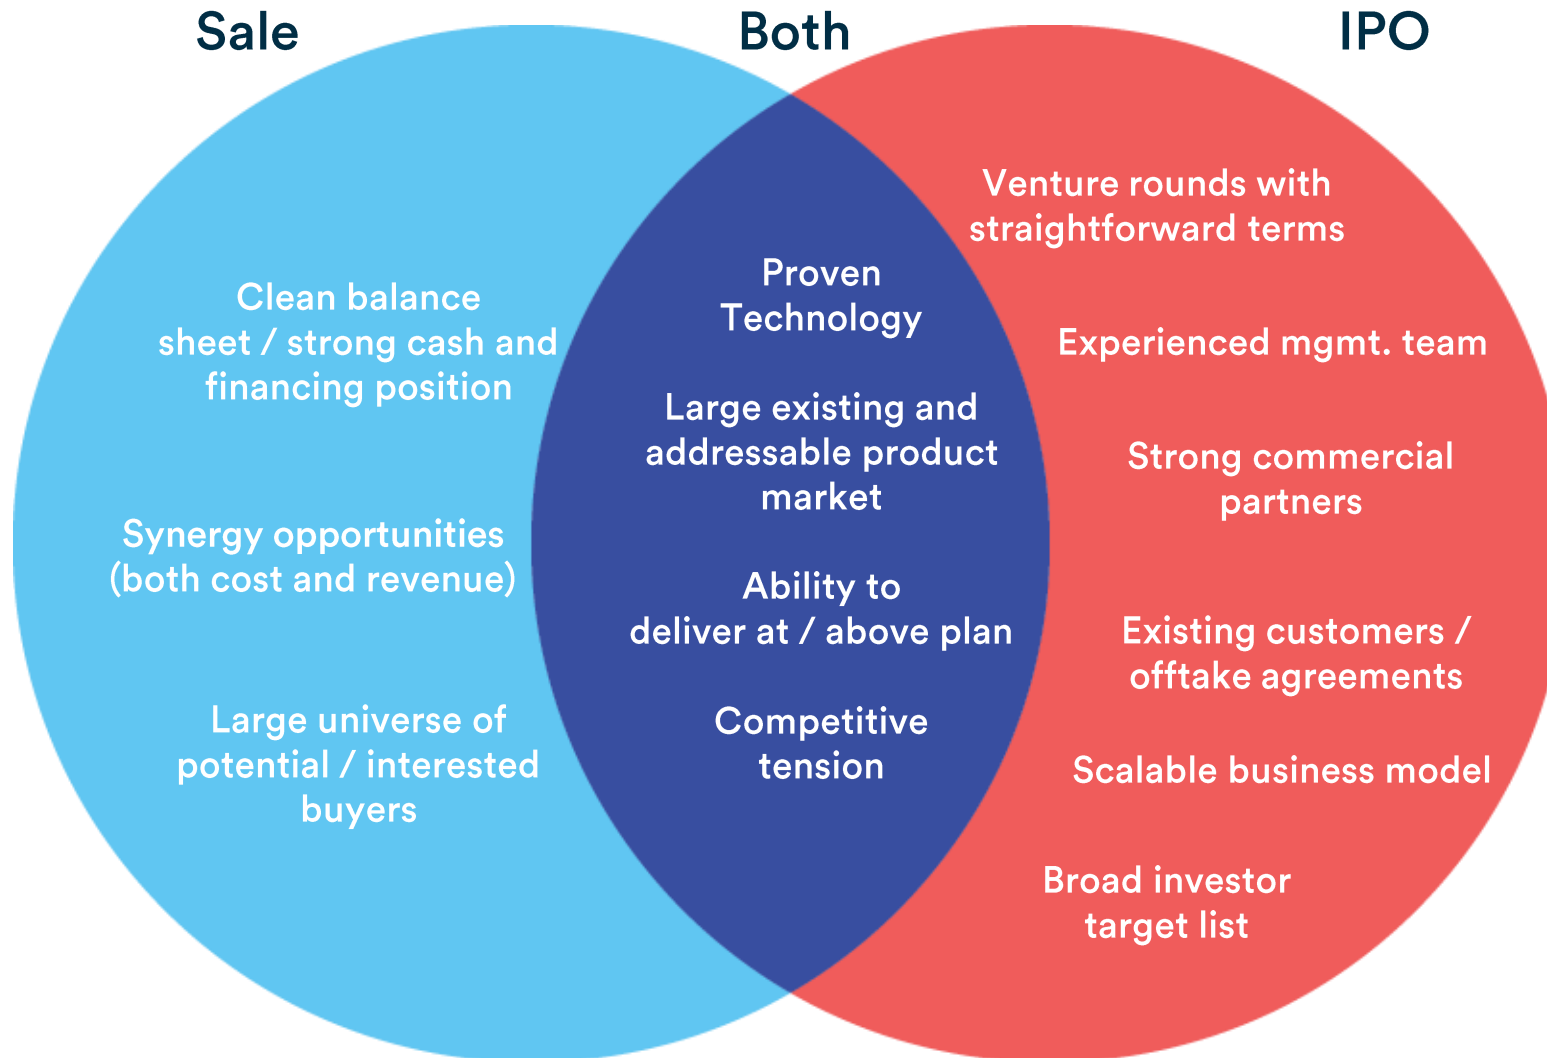 Sale
Both
IPO
Clean balance
sheet / strong cash and
financing position
Synergy opportunities
(both cost and revenue)
Large universe of
potential / interested
buyers
Proven
Technology
Large existing and
addressable product
market
Ability to
deliver at / above plan
Competitive
tension
Venture rounds with
straightforward terms
Experienced mgmt. team
Strong commercial
partners
Existing customers /
offtake agreements
Scalable business model
Broad investor
target list